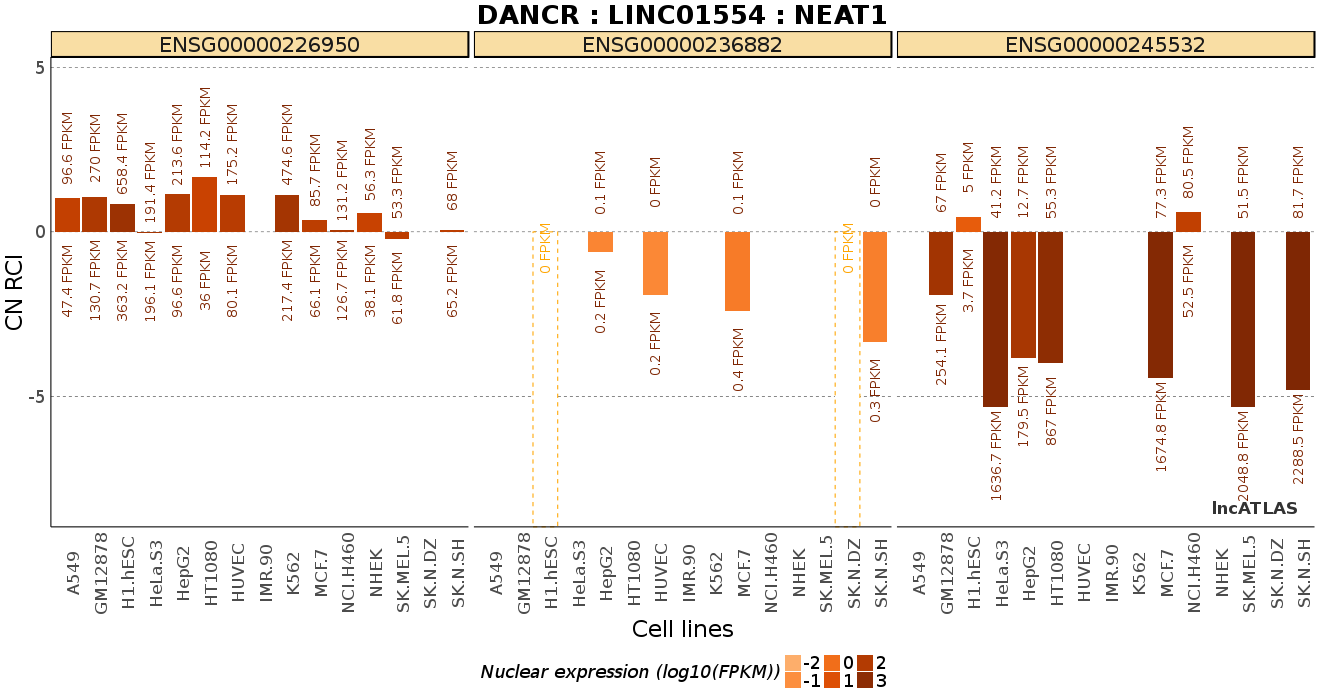 DANCR : LINC01554 : NEAT1
ENSG00000226950
ENSG00000236882
ENSG00000245532
CN RCI
5
0
-5
96.6 FPKM
270 FPKM
658.4 FPKM
191.4 FPKM
213.6 FPKM
114.2 FPKM
175.2 FPKM
474.6 FPKM
85.7 FPKM
131.2 FPKM
56.3 FPKM
53.3 FPKM
68 FPKM
47.4 FPKM
130.7 FPKM
363.2 FPKM
196.1 FPKM
96.6 FPKM
36 FPKM
80.1 FPKM
217.4 FPKM
66.1 FPKM
126.7 FPKM
38.1 FPKM
61.8 FPKM
65.2 FPKM
0 FPKM
0.1 FPKM
0 FPKM
0.1 FPKM
0 FPKM
0 FPKM
0.2 FPKM
0.2 FPKM
0.4 FPKM
0.3 FPKM
67 FPKM
5 FPKM
41.2 FPKM
12.7 FPKM
55.3 FPKM
77.3 FPKM
80.5 FPKM
51.5 FPKM
81.7 FPKM
254.1 FPKM
3.7 FPKM
1636.7 FPKM
179.5 FPKM
867 FPKM
1674.8 FPKM
52.5 FPKM
2048.8 FPKM
2288.5 FPKM
lncATLAS
A549
GM12878
H1.hESC
HeLa.S3
HepG2
HT1080
HUVEC
IMR.90
K562
MCF.7
NCI.H460
NHEK
SK.MEL.5
SK.N.DZ
SK.N.SH
A549
GM12878
H1.hESC
HeLa.S3
HepG2
HT1080
HUVEC
IMR.90
K562
MCF.7
NCI.H460
NHEK
SK.MEL.5
SK.N.DZ
SK.N.SH
A549
GM12878
H1.hESC
HeLa.S3
HepG2
HT1080
HUVEC
IMR.90
K562
MCF.7
NCI.H460
NHEK
SK.MEL.5
SK.N.DZ
SK.N.SH
Cell lines
Nuclear expression (log10(FPKM))
-2 0 2
-1 1 3